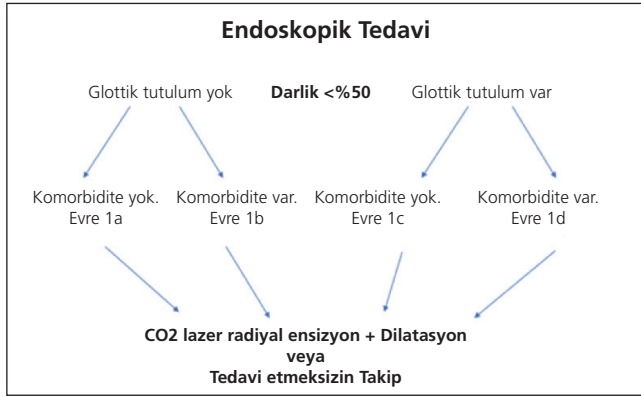 Endoskopik Tedavi
Glottik tutulum yok Darlik <%50 Glottik tutulum var
Komorbidite yok. Komorbidite var. Komorbidite yok. Komorbidite var.
Evre 1a Evre 1b Evre 1c Evre 1d
CO2 lazer radiyal ensizyon + Dilatasyon
veya
Tedavi etmeksizin Takip